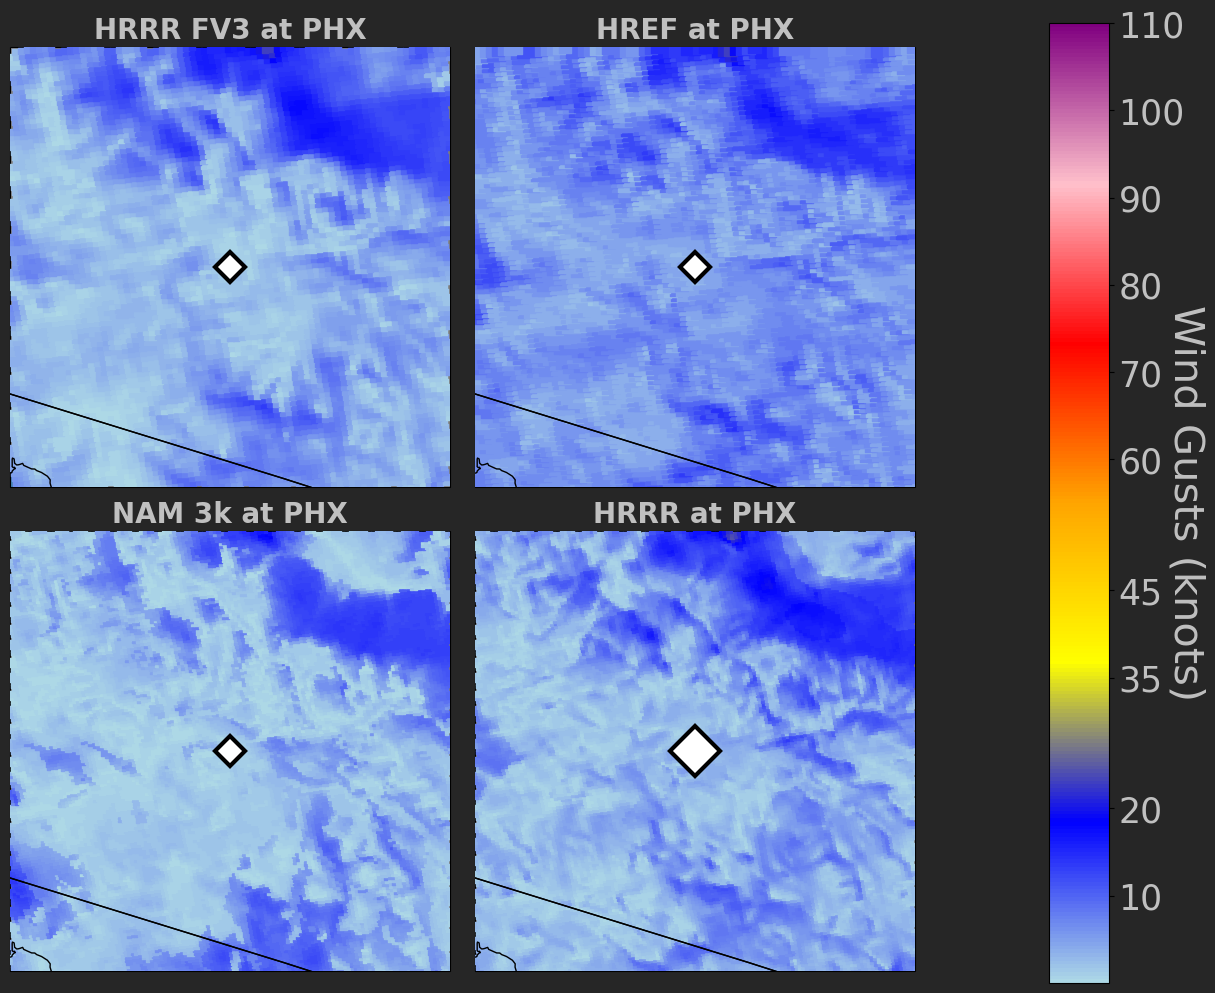 HRRR FV3 at PHX
HREF at PHX
NAM 3k at PHX
HRRR at PHX
110
100
90
80
70
60
45
35
20
10
Wind Gusts (knots)